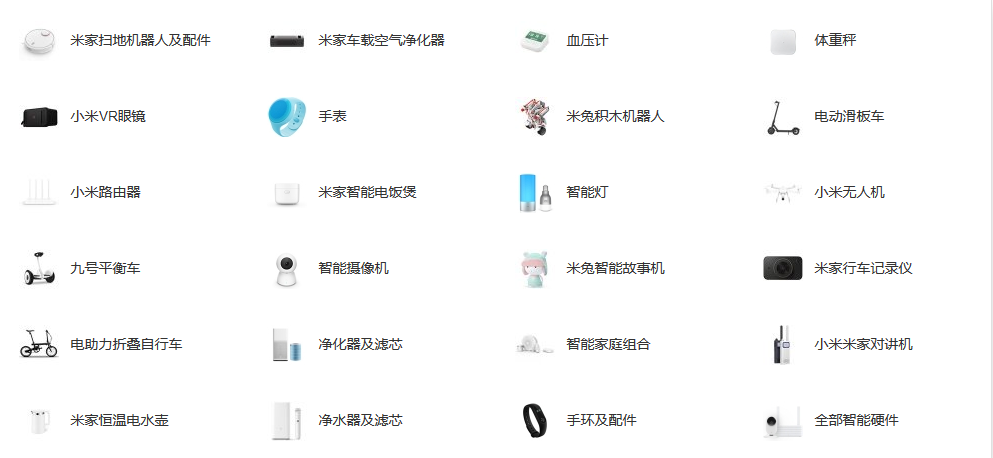 米家扫地机器人及配件
米家车载空气净化器
血压计
体重秤
小米VR眼镜
手表
米兔积木机器人
电动滑板车
小米路由器
米家智能电饭煲
智能灯
小米无人机
九号平衡车
智能摄像机
米兔智能故事机
米家行车记录仪
电助力折叠自行车
净化器及滤芯
智能家庭组合
小米米家对讲机
米家恒温电水壶
净水器及滤芯
手环及配件
全部智能硬件